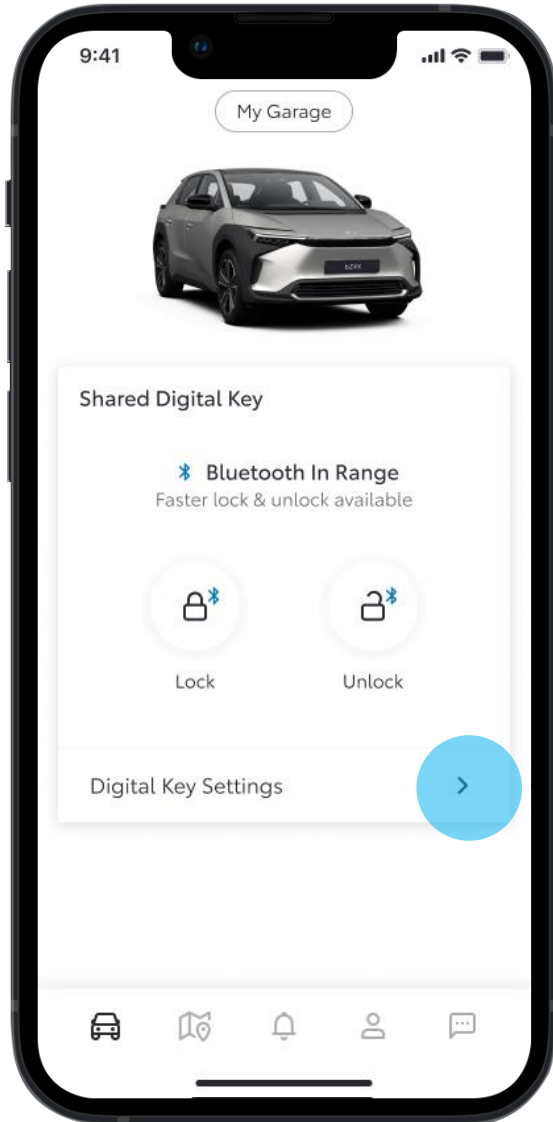 9:41
My Garage
bZ4X
Shared Digital Key
Bluetooth In Range
Faster lock & unlock available
Lock
Unlock
Digital Key Settings